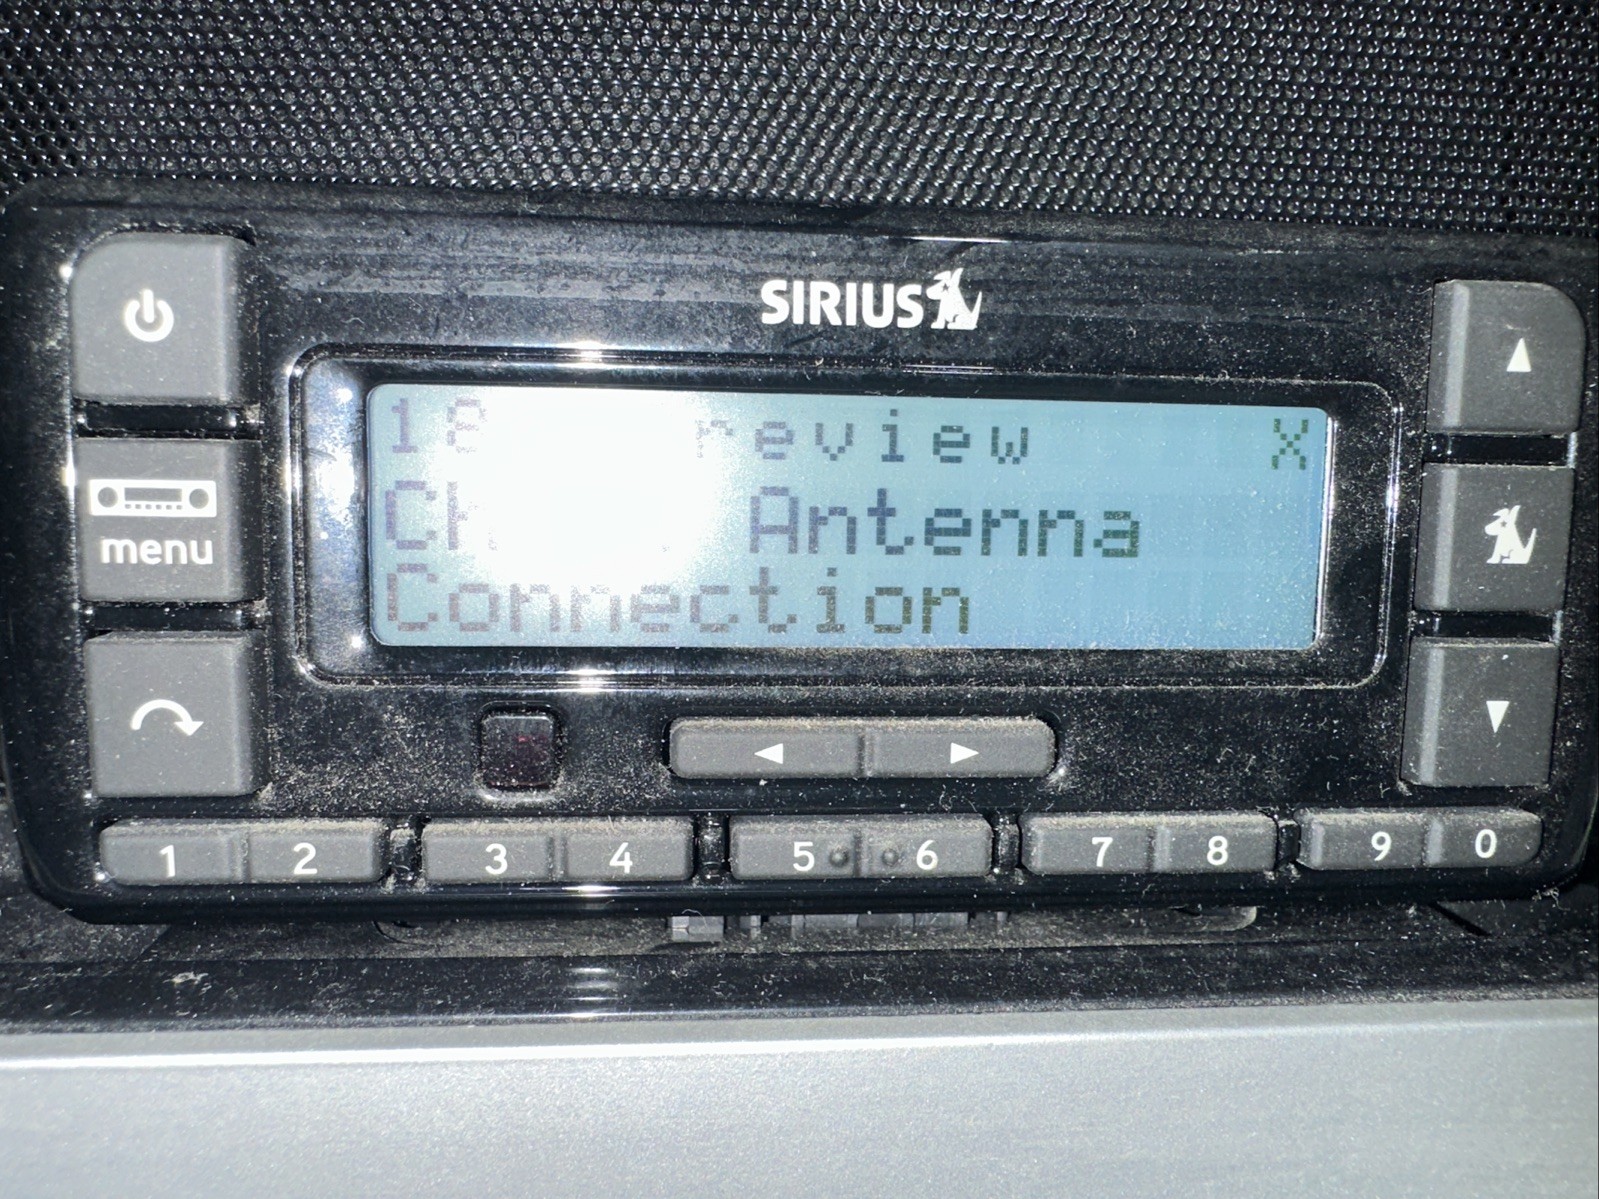 SIRIUS
review X
Antenna
Connection
menu
1 2 3 4 5 6 7 8 9 0